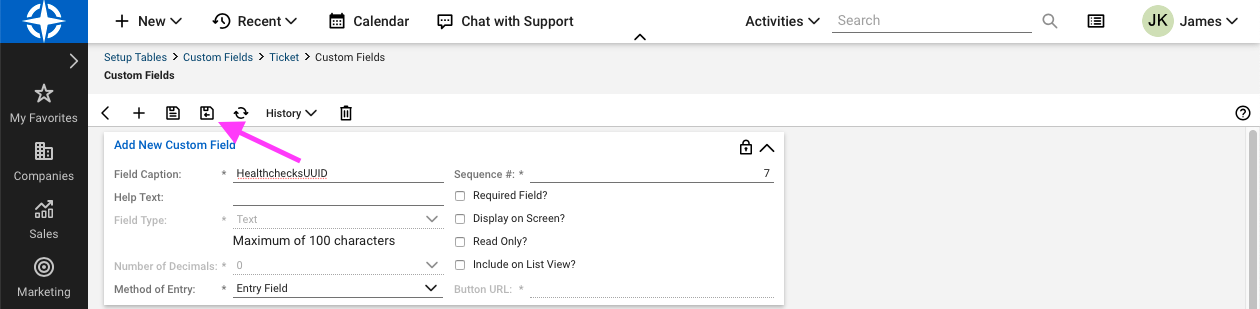 New Recent Calendar Chat with Support Activities Search JK James
Setup Tables > Custom Fields > Ticket > Custom Fields
Custom Fields
My Favorites
Companies
Sales
Marketing
History
Add New Custom Field
Field Caption: * HealthchecksUUID Sequence #: * 7
Help Text: Required Field?
Field Type: * Text Display on Screen?
Maximum of 100 characters Read Only?
Number of Decimals: * 0 Include on List View?
Method of Entry: * Entry Field Button URL: *